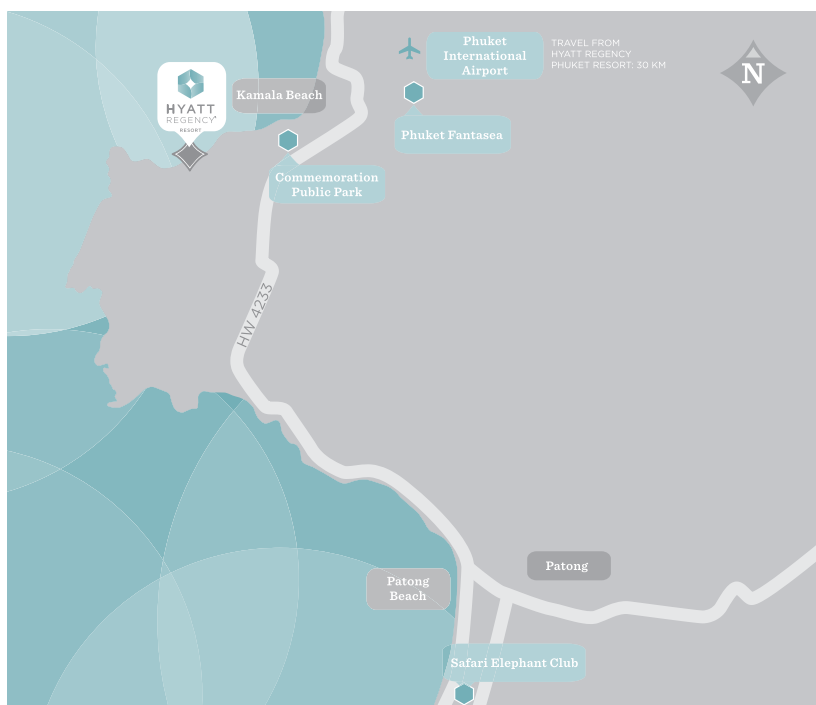 Phuket
International
Airport
TRAVEL FROM
HYATT REGENCY
PHUKET RESORT: 30 KM
N
HYATT
REGENCY
RESORT
Kamala Beach
Phuket Fantasea
Commemoration
Public Park
HW 4233
Patong
Patong
Beach
Safari Elephant Club